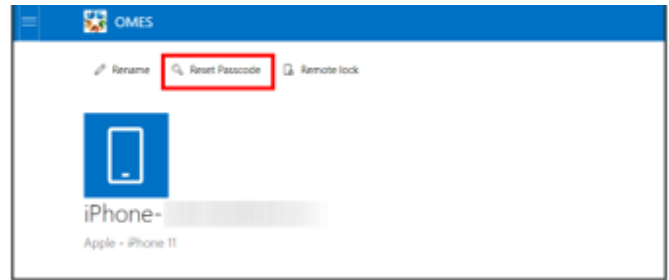 OMES
Rename Reset Passcode Remote lock
iPhone-
Apple - iPhone 11